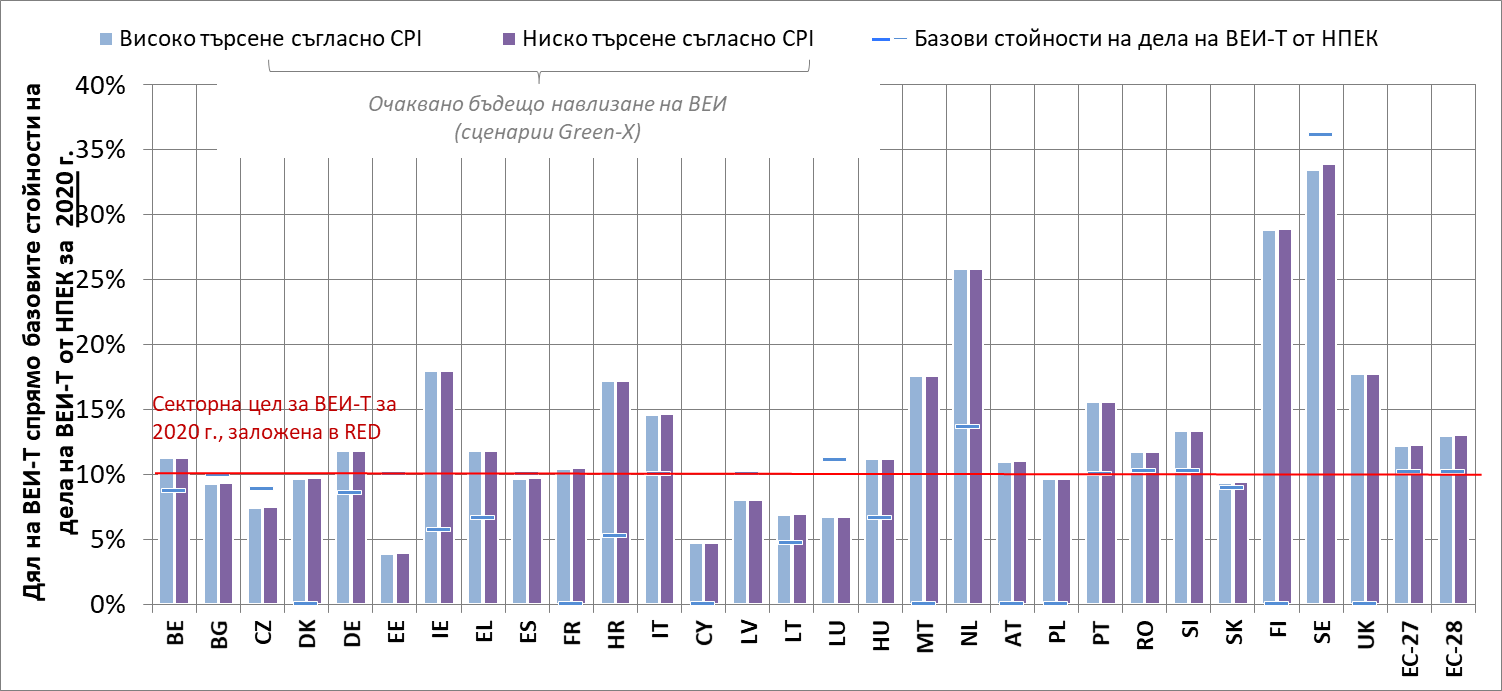 Високо търсене съгласно CPI
Ниско търсене съгласно CPI
Базови стойности на дела на ВЕИ-Т от НПЕК
Очаквано бъдещо навлизане на ВЕИ
(сценарии Green-X)
Дял на ВЕИ-Т спрямо базовите стойности на
дела на ВЕИ-Т от НПЕК за 2020 г.
40%
35%
30%
25%
20%
15%
10%
5%
0%
Секторна цел за ВЕИ-Т за
2020 г., заложена в RED
BE
BG
CZ
DK
DE
EE
IE
EL
ES
FR
HR
IT
CY
LV
LT
LU
HU
MT
NL
AT
PL
PT
RO
SI
SK
FI
SE
UK
ЕС-27
ЕС-28